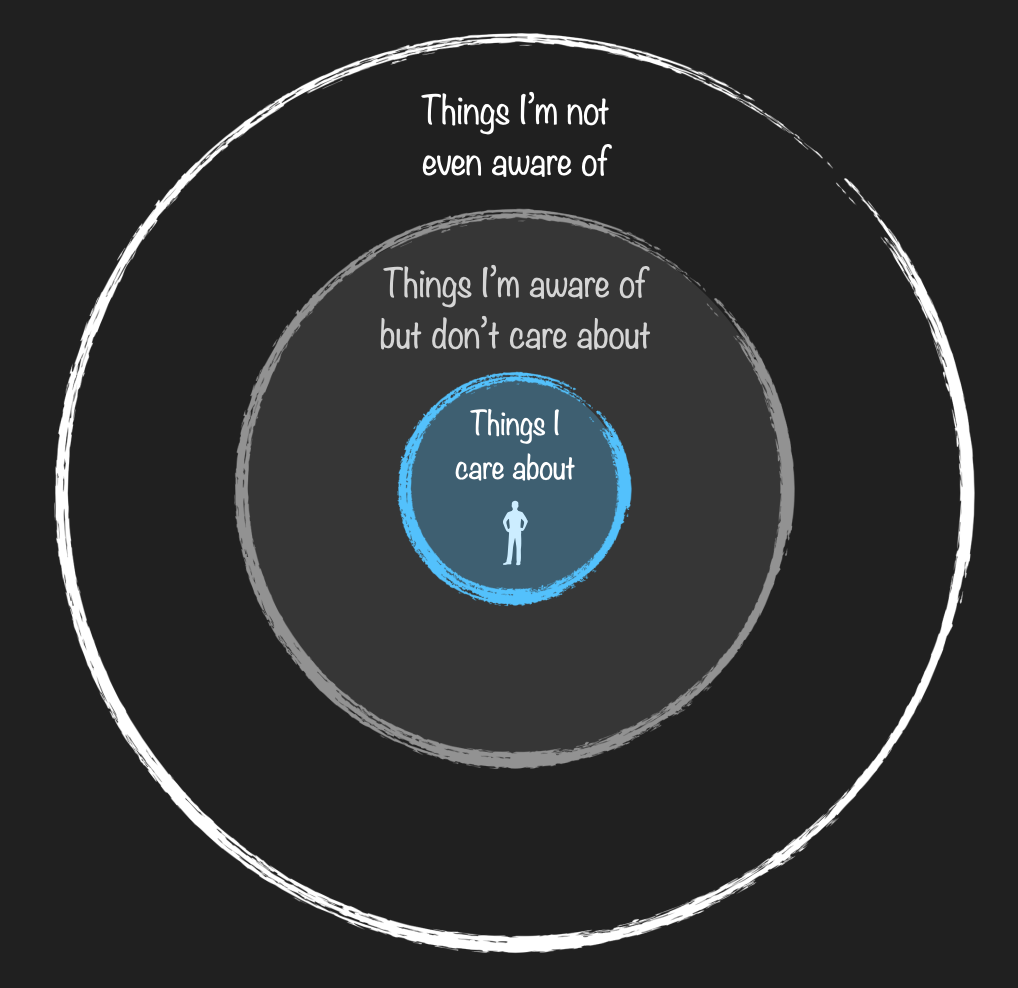 Things I'm not
even aware of
Things I'm aware of
but don't care about
Things I
care about